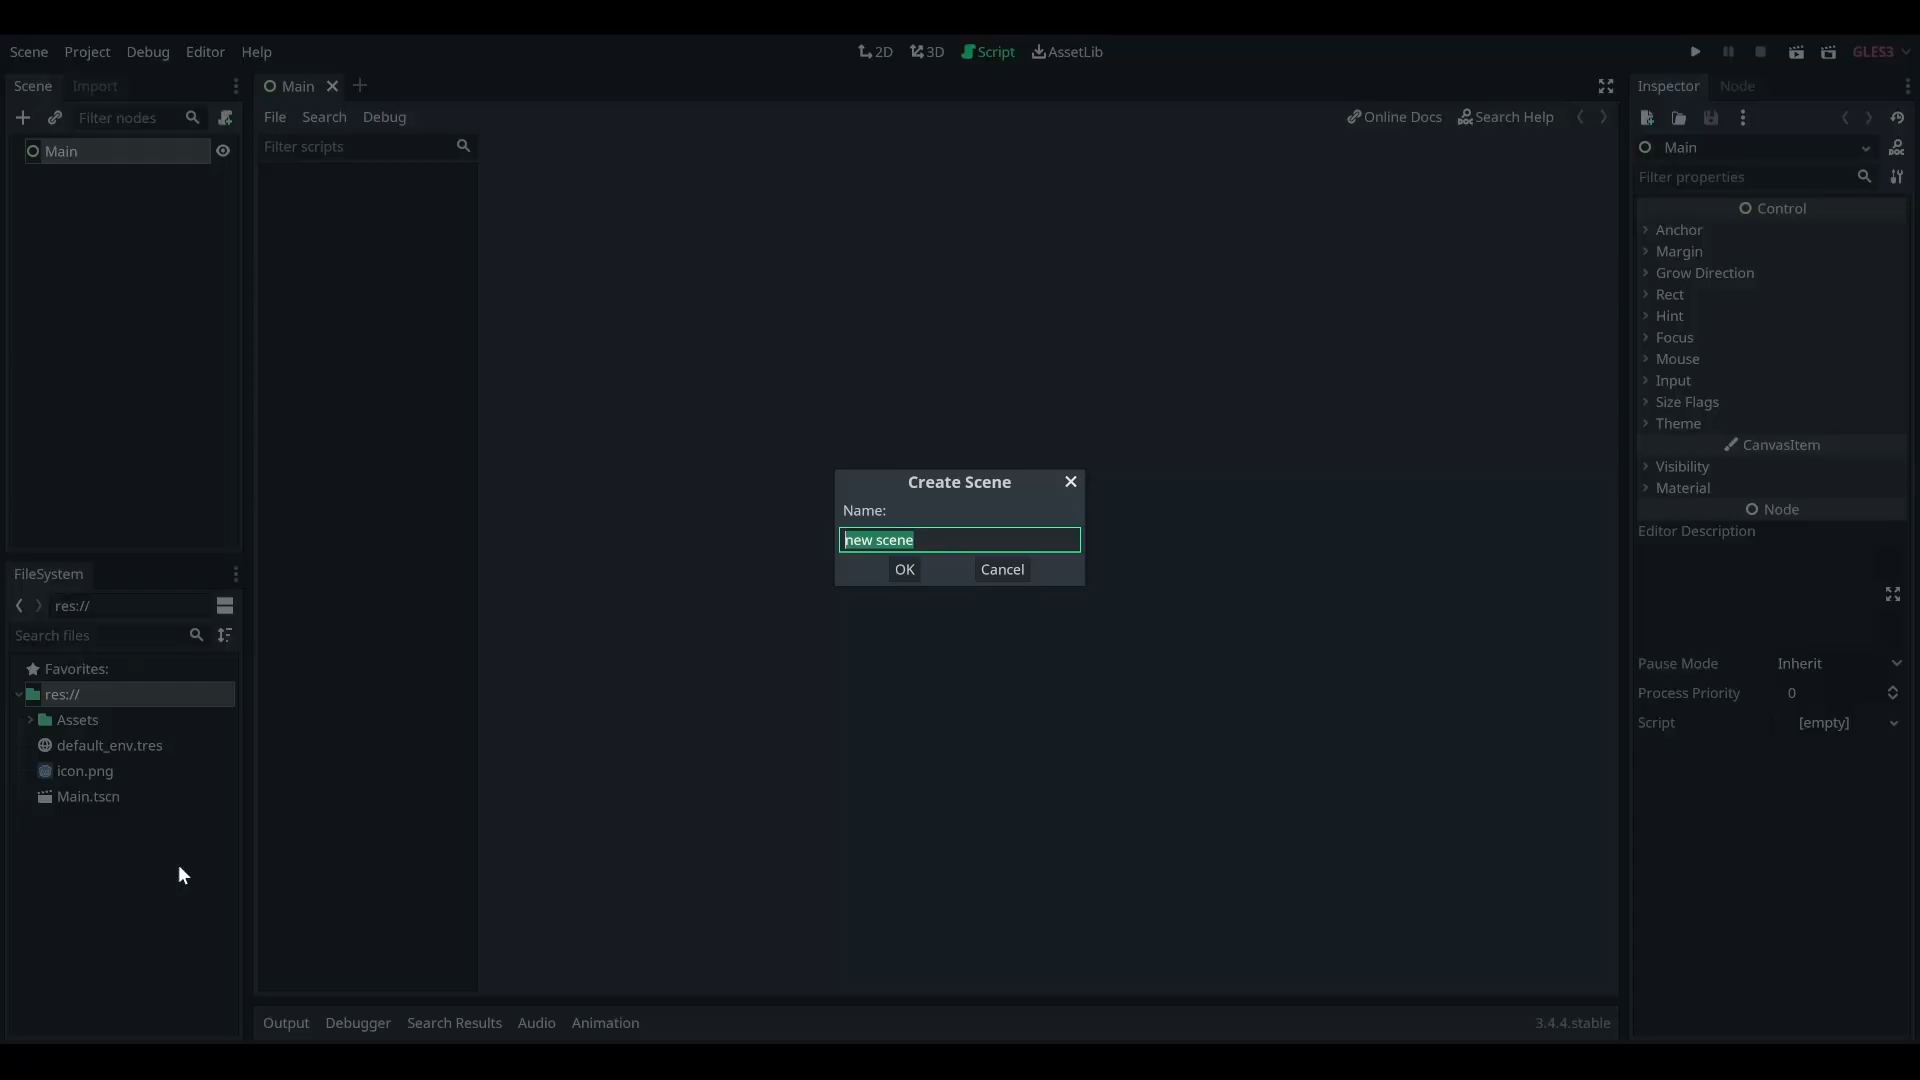 Scene Project Debug Editor Help
2D 3D Script AssetLib
GLES3
Scene Import
Filter nodes
Main
FileSystem
res://
Search files
Favorites:
res://
Assets
default_env.tres
icon.png
Main.tscn
Main
File Search Debug
Online Docs Search Help
Filter scripts
Create Scene
Name:
new scene
OK Cancel
Output Debugger Search Results Audio Animation
3.4.4.stable
Inspector Node
Main
Filter properties
Control
Anchor
Margin
Grow Direction
Rect
Hint
Focus
Mouse
Input
Size Flags
Theme
CanvasItem
Visibility
Material
Node
Editor Description
Pause Mode Inherit
Process Priority 0
Script [empty]